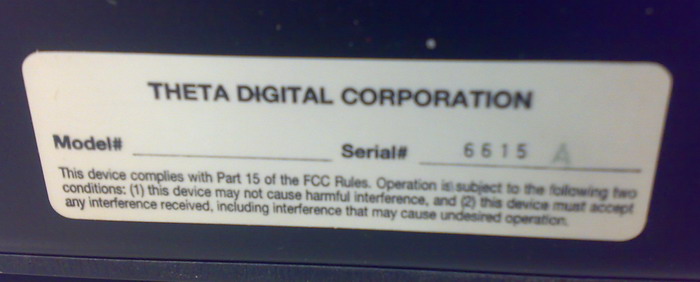 THETA DIGITAL CORPORATION
Model# Serial# 6615 A
This device complies with Part 15 of the FCC Rules. Operation is subject to the following two
conditions: (1) this device may not cause harmful interference, and (2) this device must accept
any interference received, including interference that may cause undesired operation.